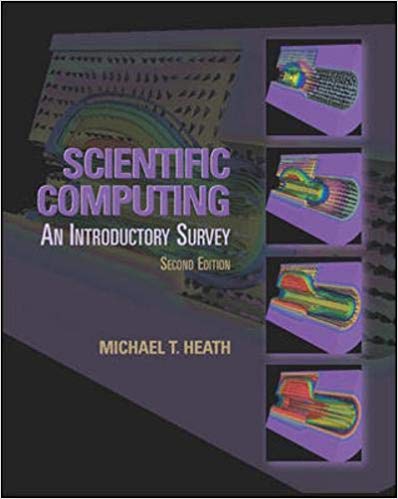 SCIENTIFIC
COMPUTING
AN INTRODUCTORY SURVEY
SECOND EDITION
MICHAEL T. HEATH